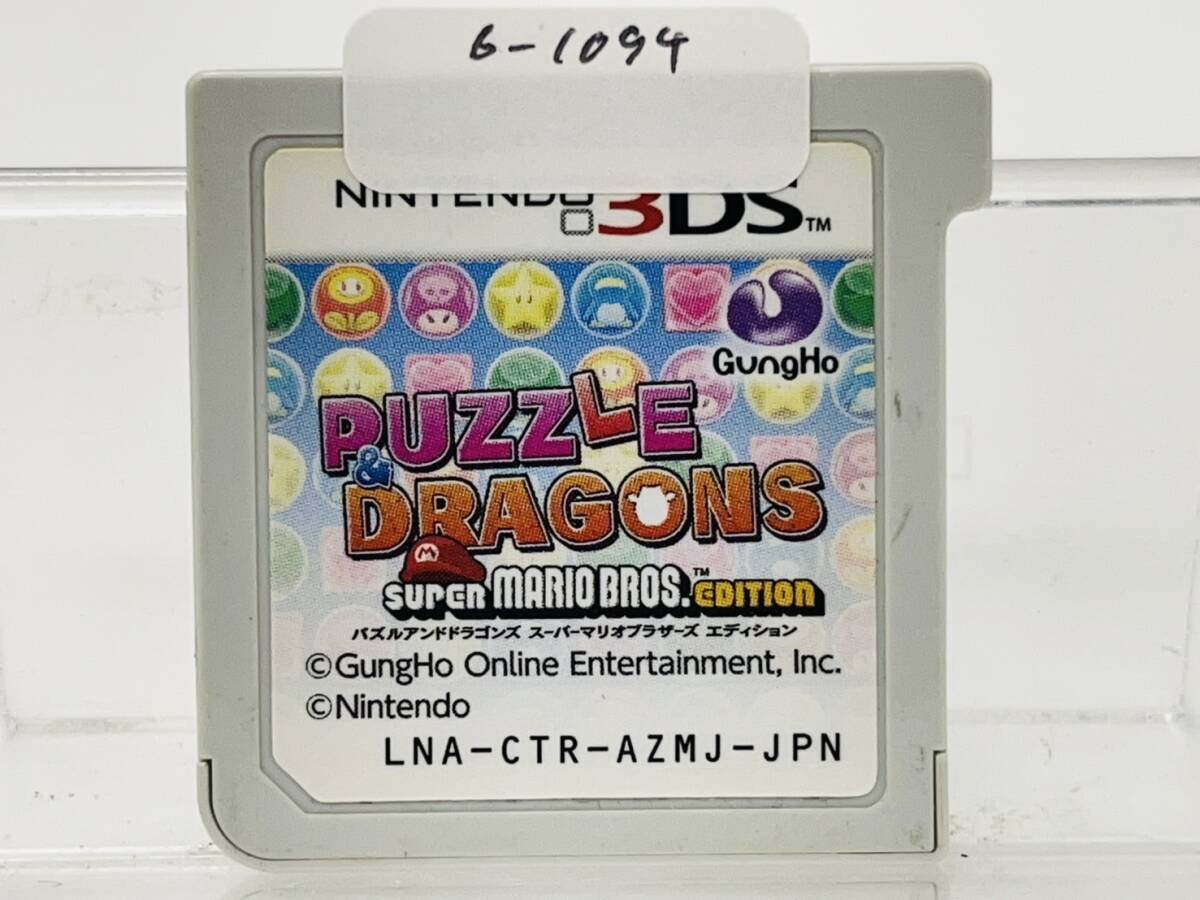 6-1094
NINTENDO 3DS™
GungHo
PUZZLE
& DRAGONS
SUPER MARIO BROS.™ EDITION
パズルアンドドラゴンズ スーパーマリオブラザーズ エディション
©GungHo Online Entertainment, Inc.
©Nintendo
LNA-CTR-AZMJ-JPN